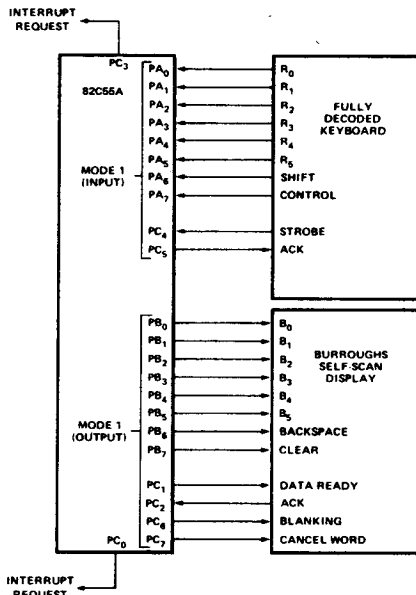 INTERRUPT
REQUEST
PC3
82C55A
MODE 1
(INPUT)
PA0 R0
PA1 R1
PA2 R2
PA3 R3
PA4 R4
PA5 R5
PA6 SHIFT
PA7 CONTROL
PC4 STROBE
PC5 ACK
FULLY
DECODED
KEYBOARD
MODE 1
(OUTPUT)
PB0 B0
PB1 B1
PB2 B2
PB3 B3
PB4 B4
PB5 B5
PB6 BACKSPACE
PB7 CLEAR
PC1 DATA READY
PC2 ACK
PC6 BLANKING
PC7 CANCEL WORD
BURROUGHS
SELF-SCAN
DISPLAY
PC0
INTERRUPT
REQUEST